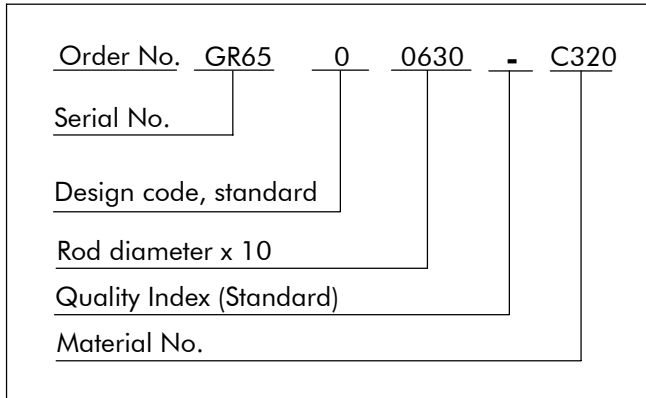 Order No. GR65 0 0630 - C320
Serial No.
Design code, standard
Rod diameter x 10
Quality Index (Standard)
Material No.